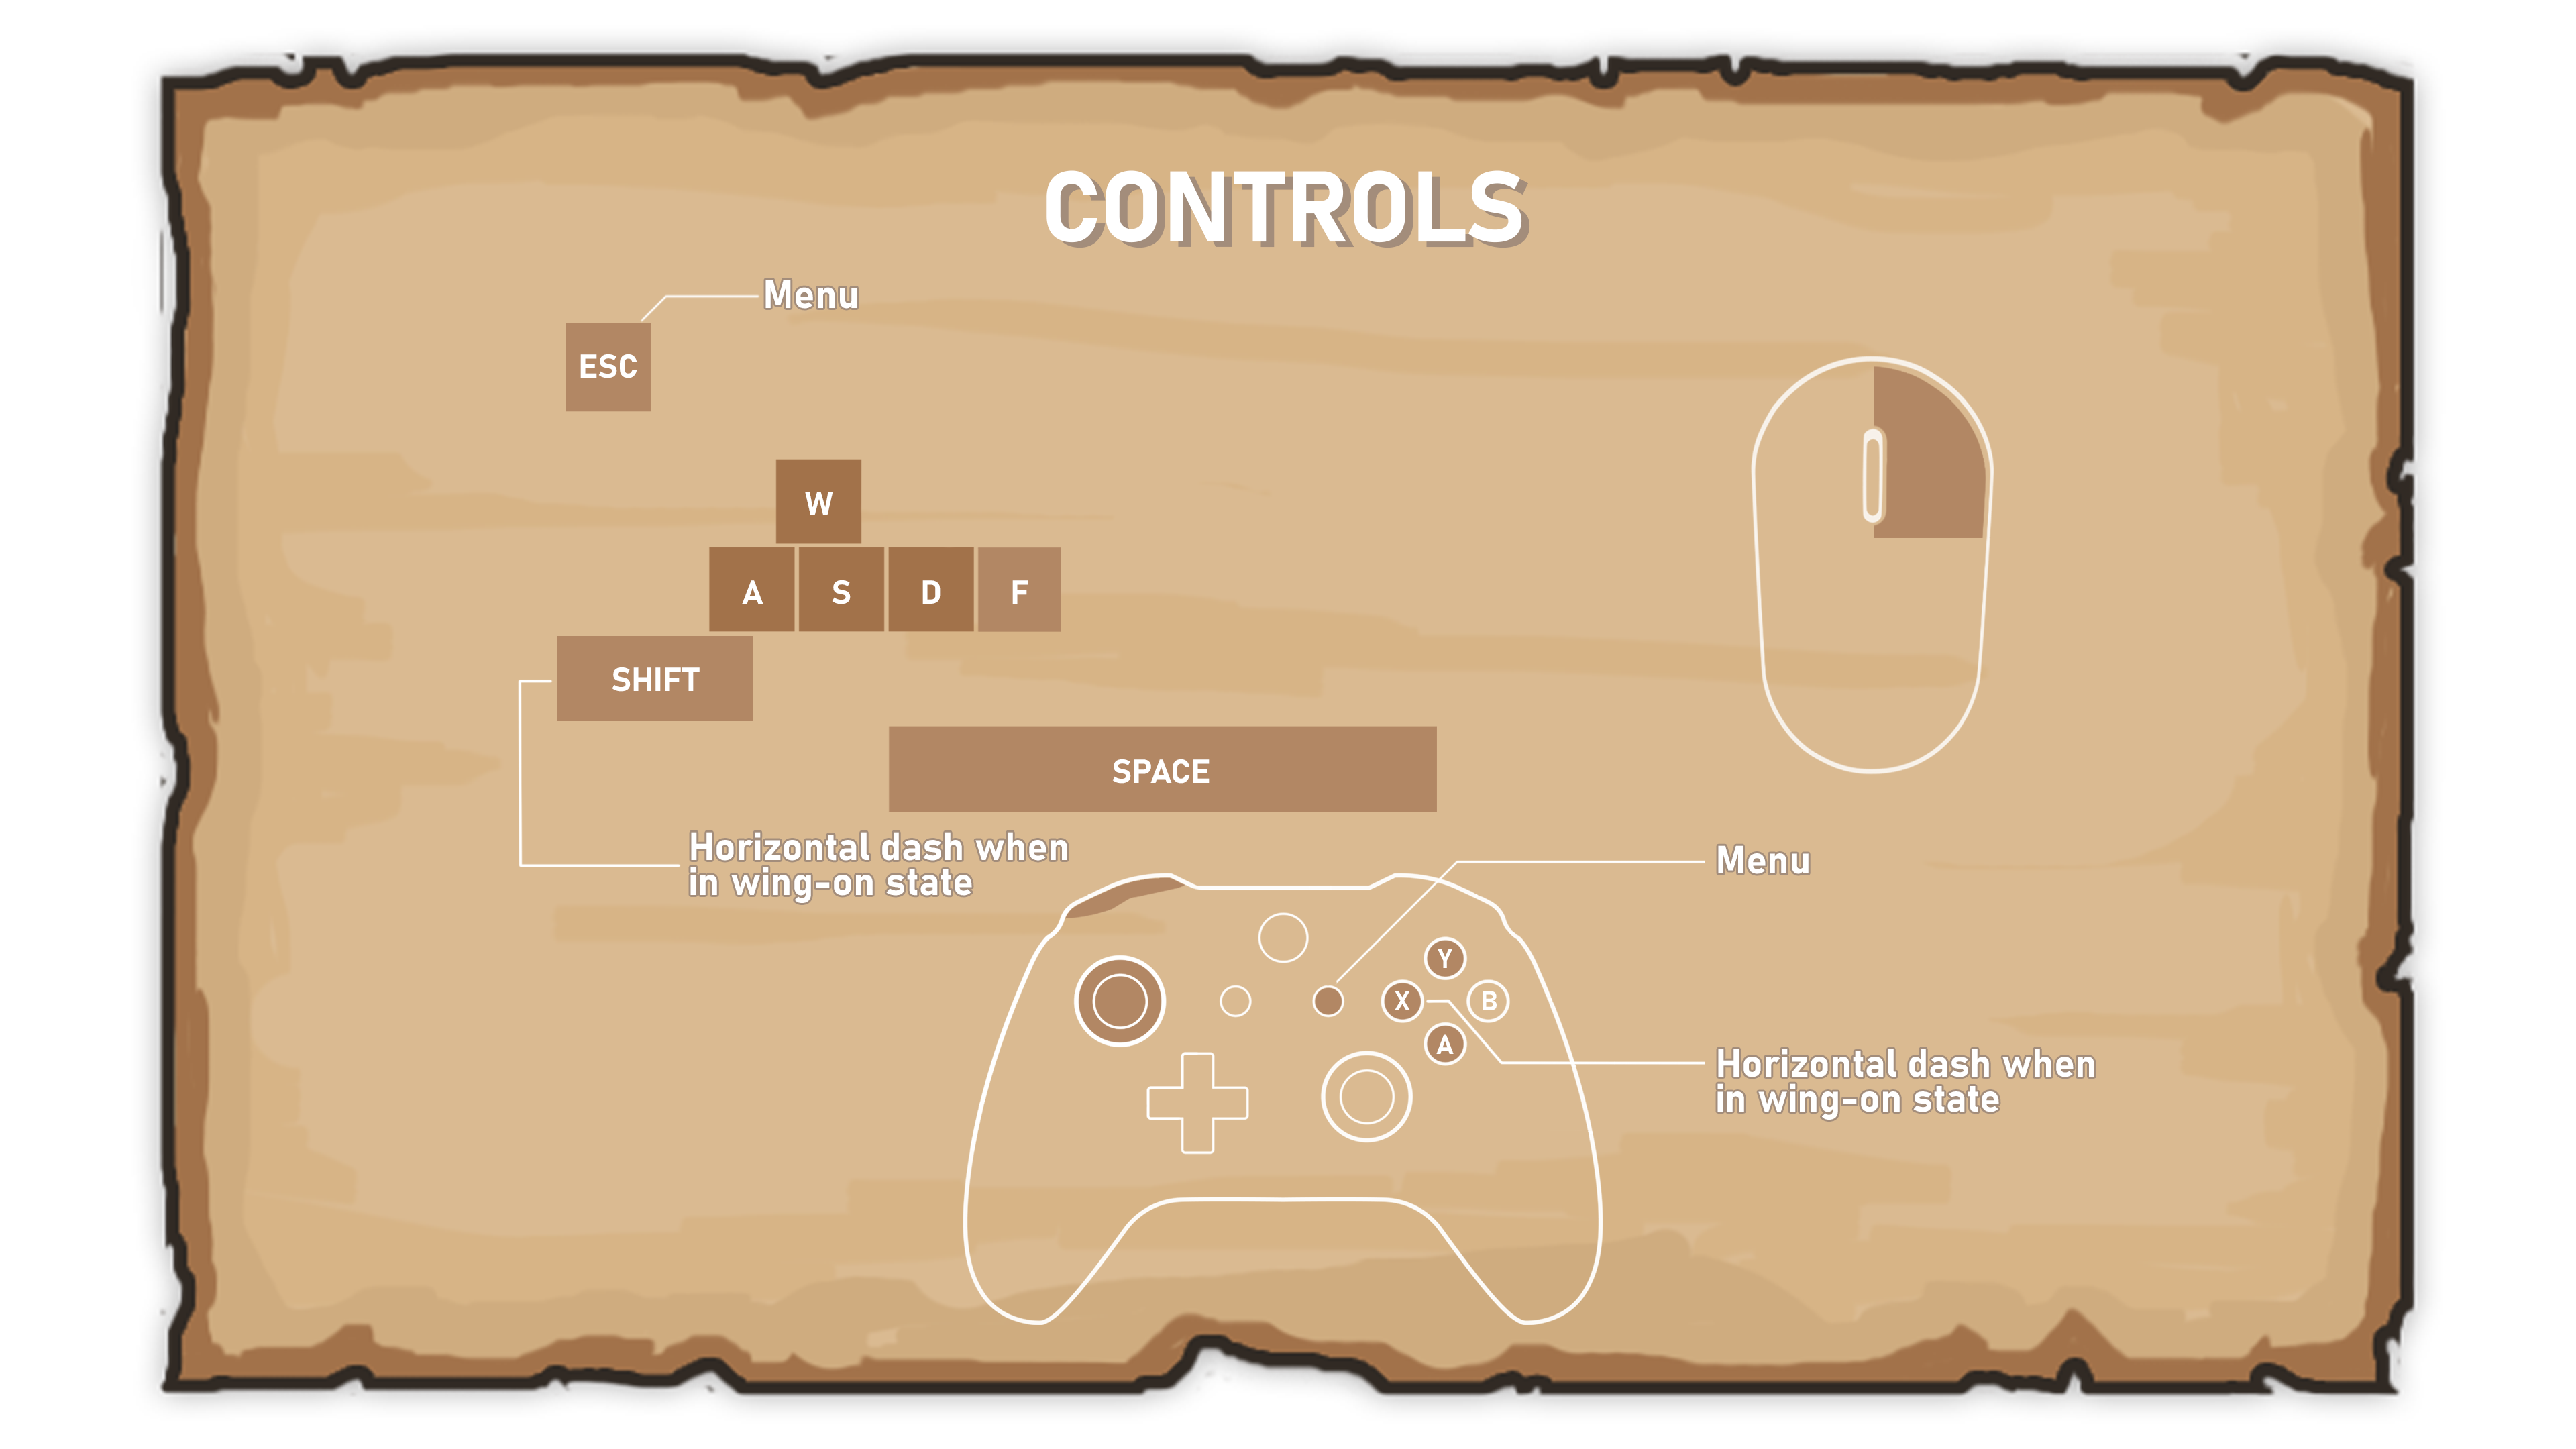 CONTROLS
Menu
ESC
W
A S D F
SHIFT
SPACE
Horizontal dash when
in wing-on state
Menu
Y
X B
A
Horizontal dash when
in wing-on state